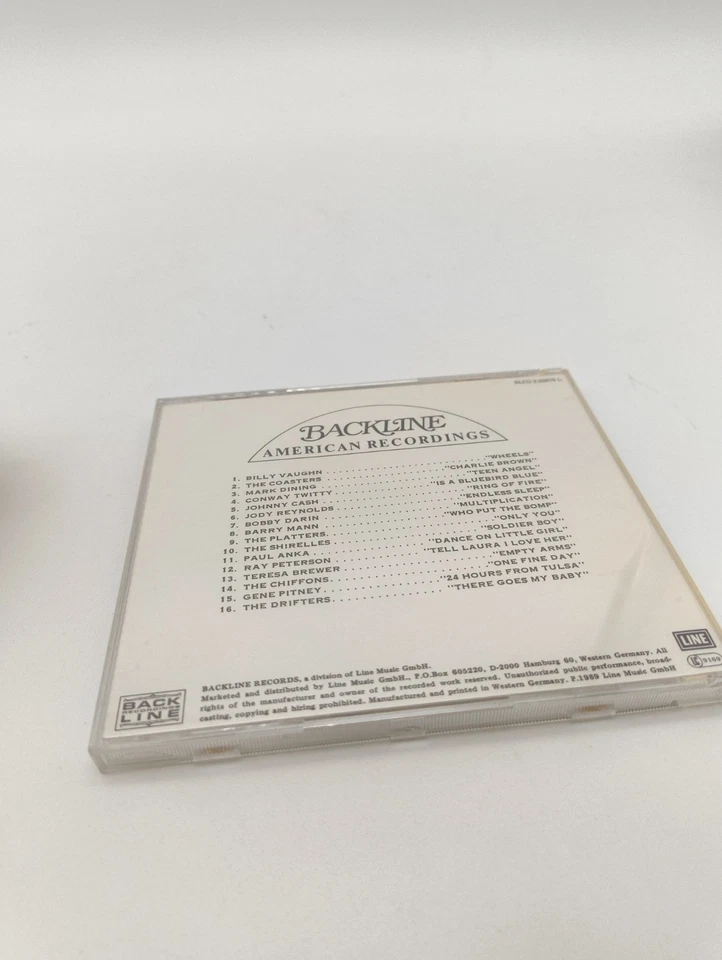 BACKLINE
AMERICAN RECORDINGS
1. BILLY VAUGHN "WHEELS"
2. THE COASTERS "CHARLIE BROWN"
3. MARK DINING "TEEN ANGEL"
4. CONWAY TWITTY "IS A BLUEBIRD BLUE"
5. JOHNNY CASH "RING OF FIRE"
6. JODY REYNOLDS "ENDLESS SLEEP"
7. BOBBY DARIN "MULTIPLICATION"
8. BARRY MANN "WHO PUT THE BOMP"
9. THE PLATTERS "ONLY YOU"
10. THE SHIRELLES "SOLDIER BOY"
11. PAUL ANKA "DANCE ON LITTLE GIRL"
12. RAY PETERSON "TELL LAURA I LOVE HER"
13. TERESA BREWER "EMPTY ARMS"
14. THE CHIFFONS "ONE FINE DAY"
15. GENE PITNEY "24 HOURS FROM TULSA"
16. THE DRIFTERS "THERE GOES MY BABY"
BACKLINE RECORDS, a division of Line Music GmbH.
Marketed and distributed by Line Music GmbH., P.O.Box 605220, D-2000 Hamburg 60, Western Germany. All
rights of the manufacturer and owner of the recorded work reserved. Unauthorized public performance, broad-
casting, copying and hiring prohibited. Manufactured and printed in Western Germany. P.1989 Line Music GmbH
BACK
RECORDINGS
LINE
LINE
LC 9109